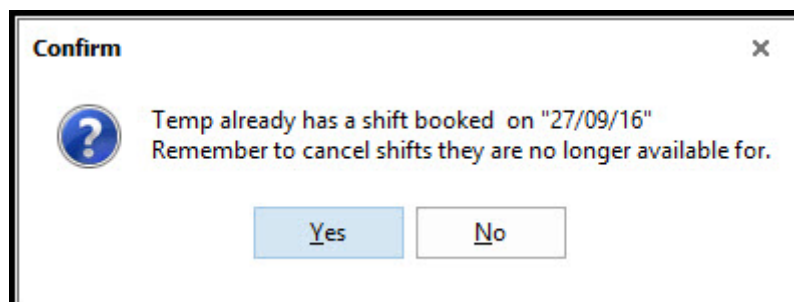 Confirm
Temp already has a shift booked  on "27/09/16"
Remember to cancel shifts they are no longer available for.
Yes
No